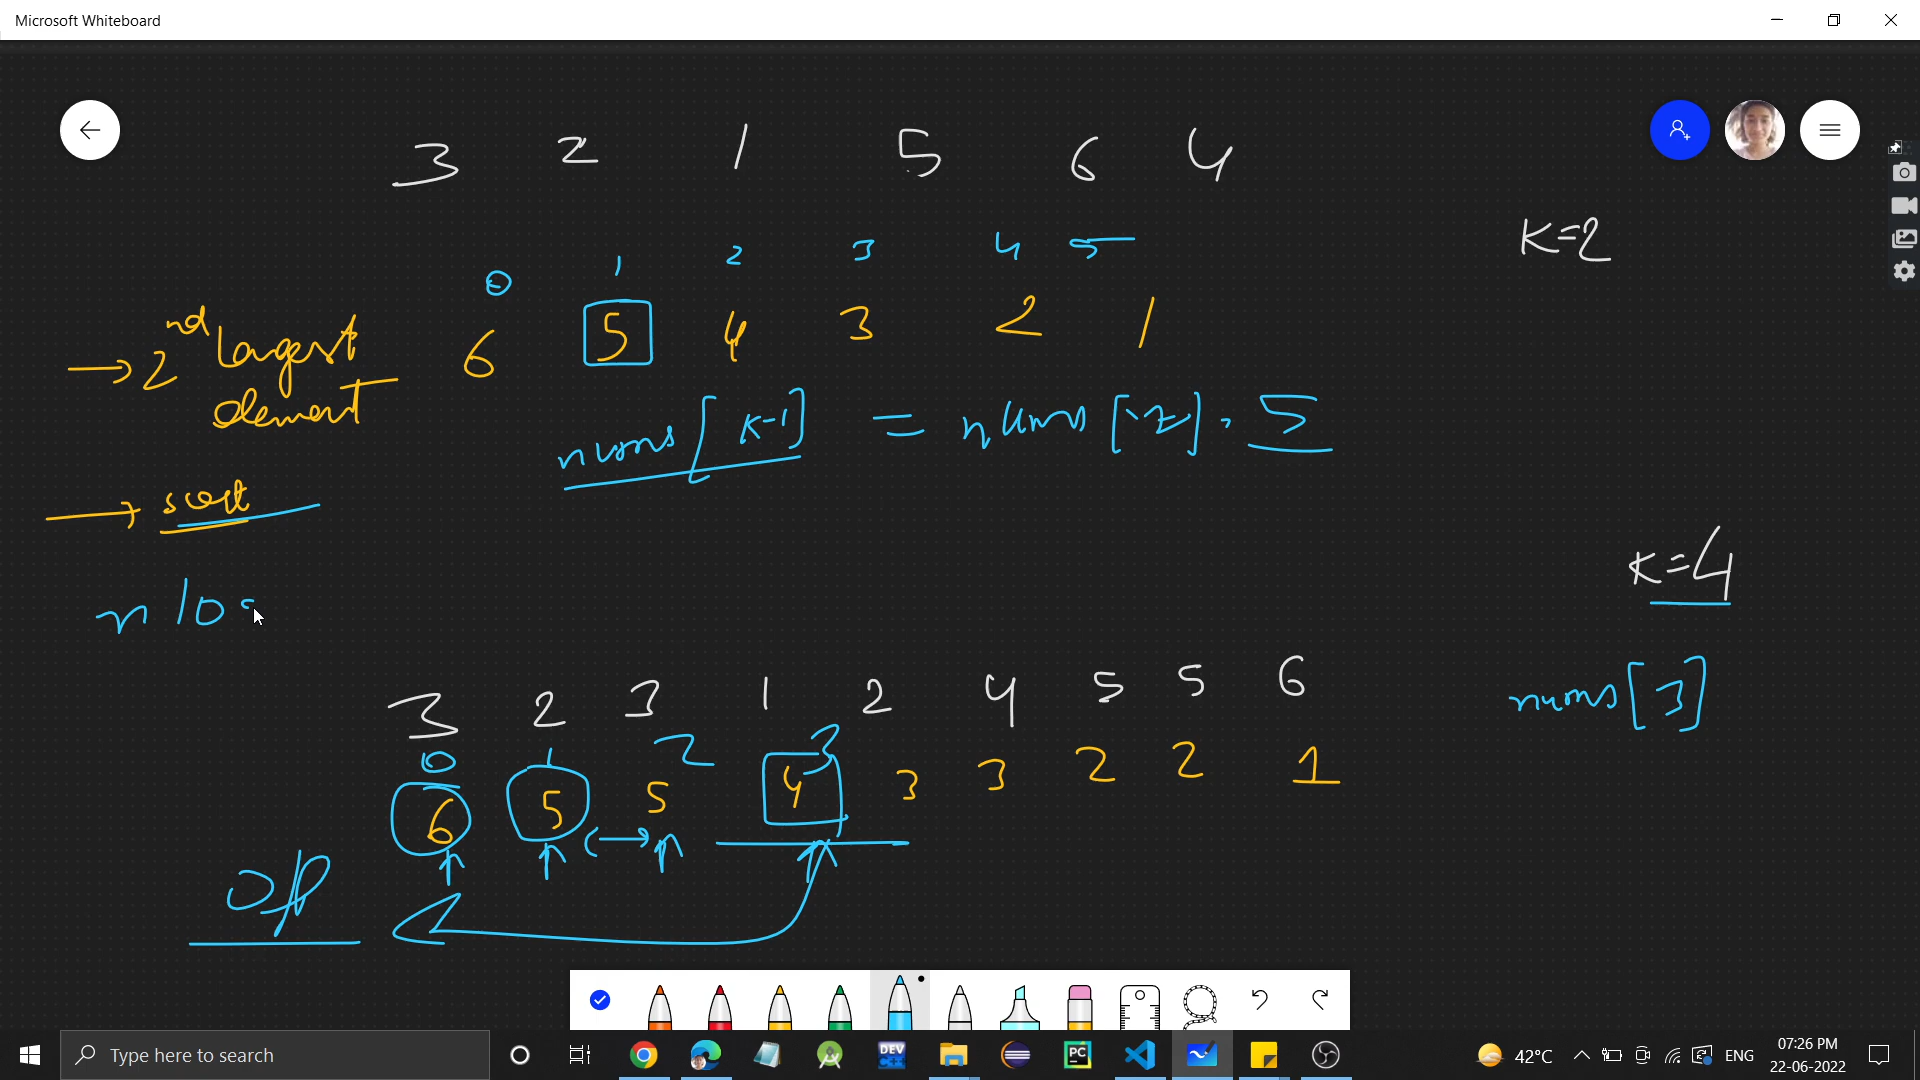 Microsoft Whiteboard
3 2 1 5 6 4
K=2
0 1 2 3 4 5
→ 2nd largest element
6 5 4 3 2 1
nums[K-1] = nums[
5
→ sort
K=4
n lo
3 2 3 1 2 4 5 5 6
nums[3]
0 1 2 3
6 5 5 4 3 3 2 2 1
o/p
DEV
PC
Type here to search
42°C
ENG
07:26 PM
22-06-2022